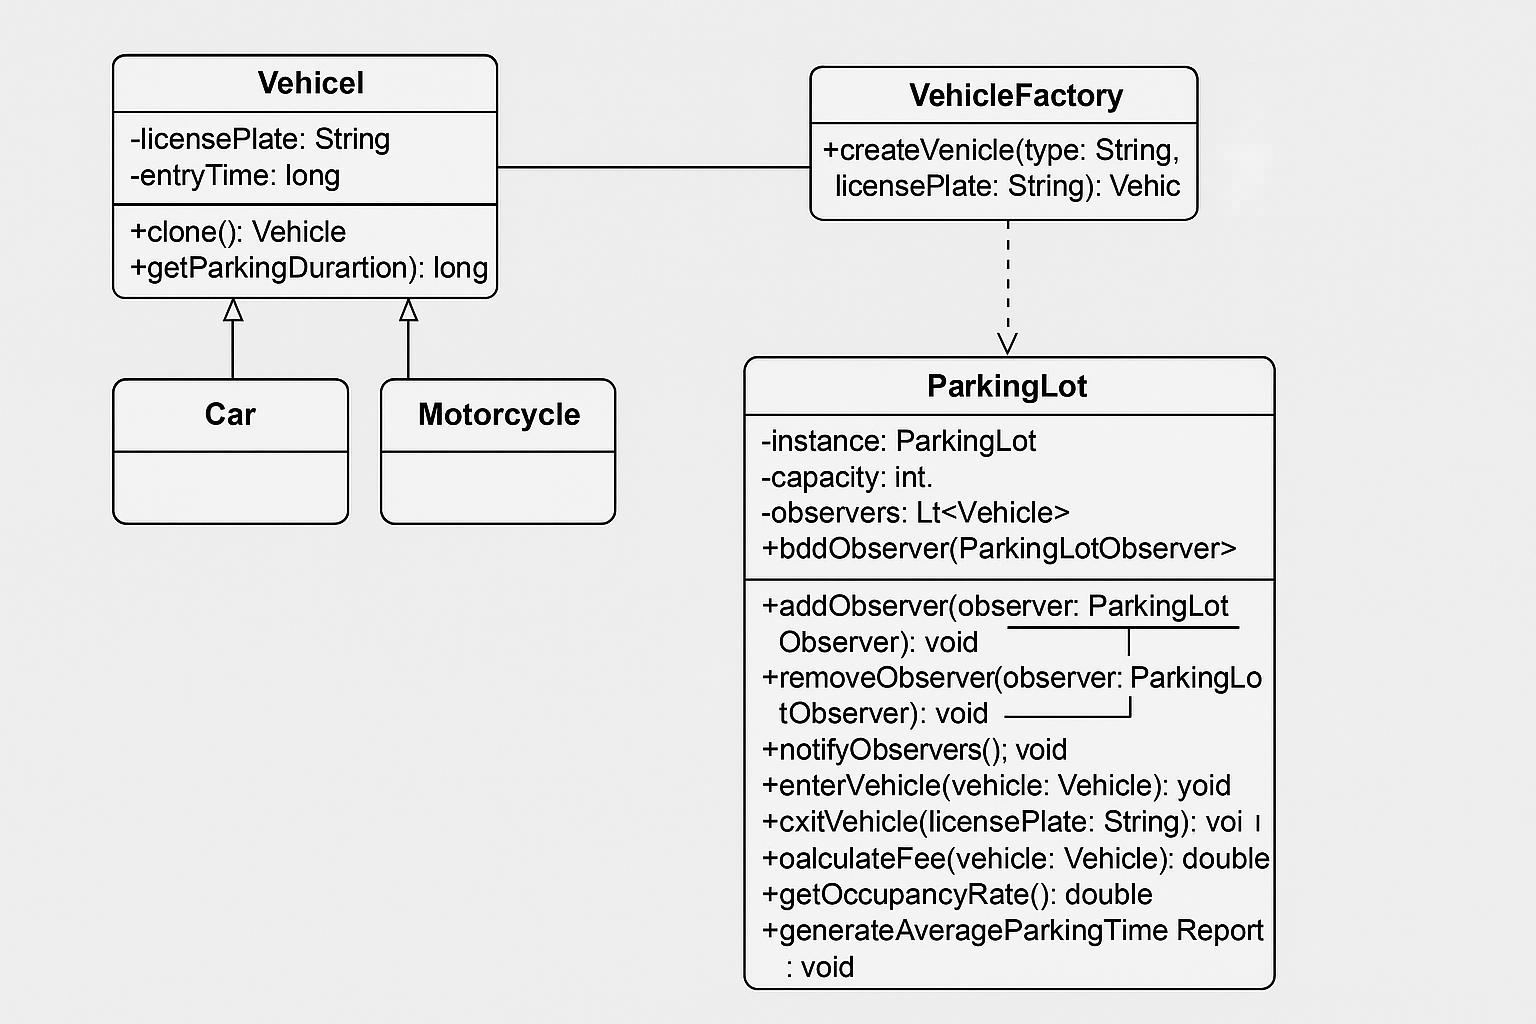 Vehicel
-licensePlate: String
-entryTime: long
+clone(): Vehicle
+getParkingDurartion): long
Car
Motorcycle
VehicleFactory
+createVenicle(type: String,
licensePlate: String): Vehic
ParkingLot
-instance: ParkingLot
-capacity: int.
-observers: Lt<Vehicle>
+bddObserver(ParkingLotObserver>
+addObserver(observer: ParkingLot
Observer): void
+removeObserver(observer: ParkingLo
tObserver): void
+notifyObservers(); void
+enterVehicle(vehicle: Vehicle): yoid
+cxitVehicle(licensePlate: String): voi ı
+oalculateFee(vehicle: Vehicle): double
+getOccupancyRate(): double
+generateAverageParkingTime Report
: void